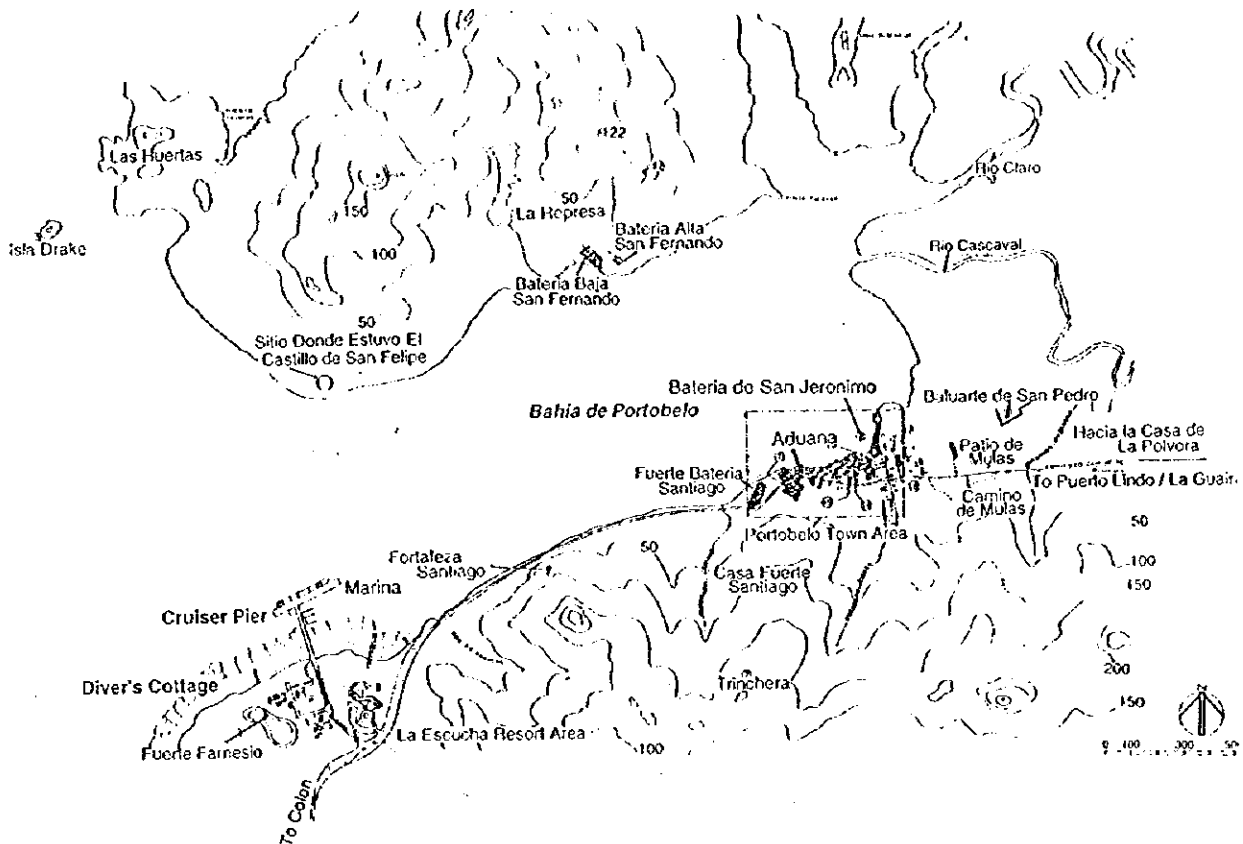 Las Huertas
Isla Drake
150
100
50
122
50
La Represa
Bateria Alta
San Fernando
Bateria Baja
San Fernando
Sitio Donde Estuvo El
Castillo de San Felipe
Rio Claro
Rio Cascaval
Bahia de Portobelo
Bateria de San Jeronimo
Baluarte de San Pedro
Aduana
Patio de
Mulas
Hacia la Casa de
La Polvora
Fuerte Bateria
Santiago
To Puerto Lindo / La Guaira
Camino
de Mulas
Portobelo Town Area
50
100
150
50
Fortaleza
Santiago
Casa Fuerte
Santiago
Marina
Cruiser Pier
Diver's Cottage
Trinchera
200
150
La Escucha Resort Area
100
Fuerte Farnesio
To Colon
0 100 300